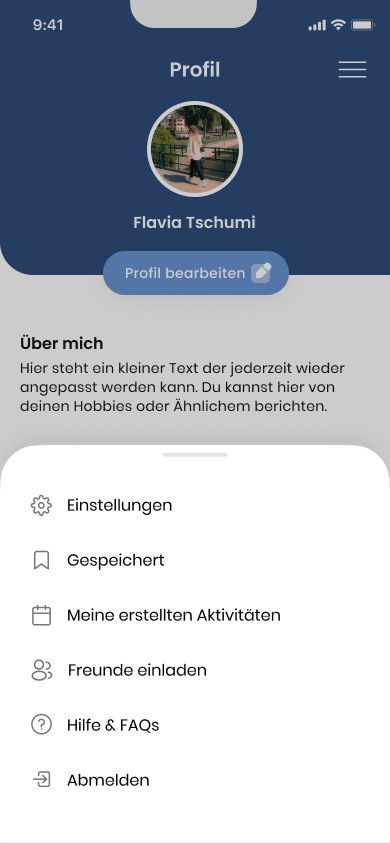 9:41
Profil
Flavia Tschumi
Profil bearbeiten
Über mich
Hier steht ein kleiner Text der jederzeit wieder
angepasst werden kann. Du kannst hier von
deinen Hobbies oder Ähnlichem berichten.
Einstellungen
Gespeichert
Meine erstellten Aktivitäten
Freunde einladen
Hilfe & FAQs
Abmelden